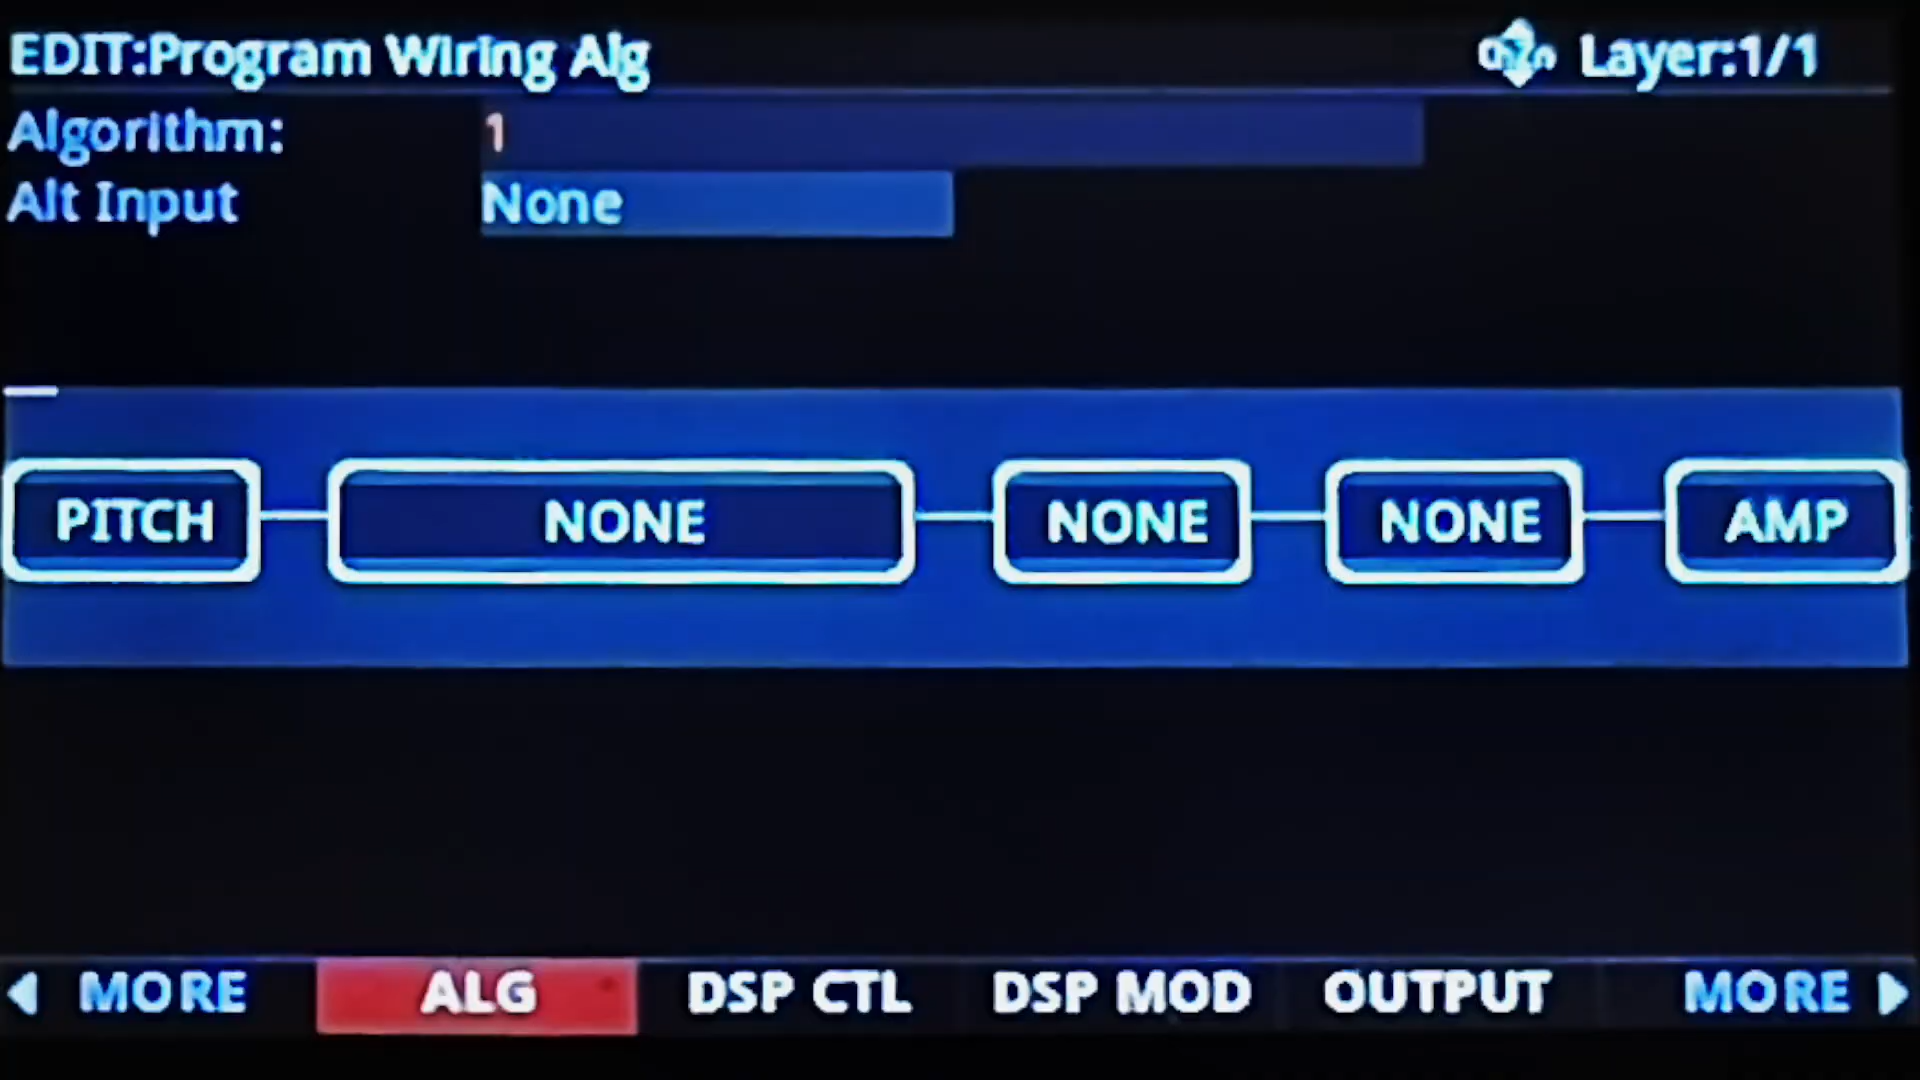 EDIT:Program Wiring Alg Layer:1/1
Algorithm: 1
Alt Input None
PITCH NONE NONE NONE AMP
MORE ALG DSP CTL DSP MOD OUTPUT MORE